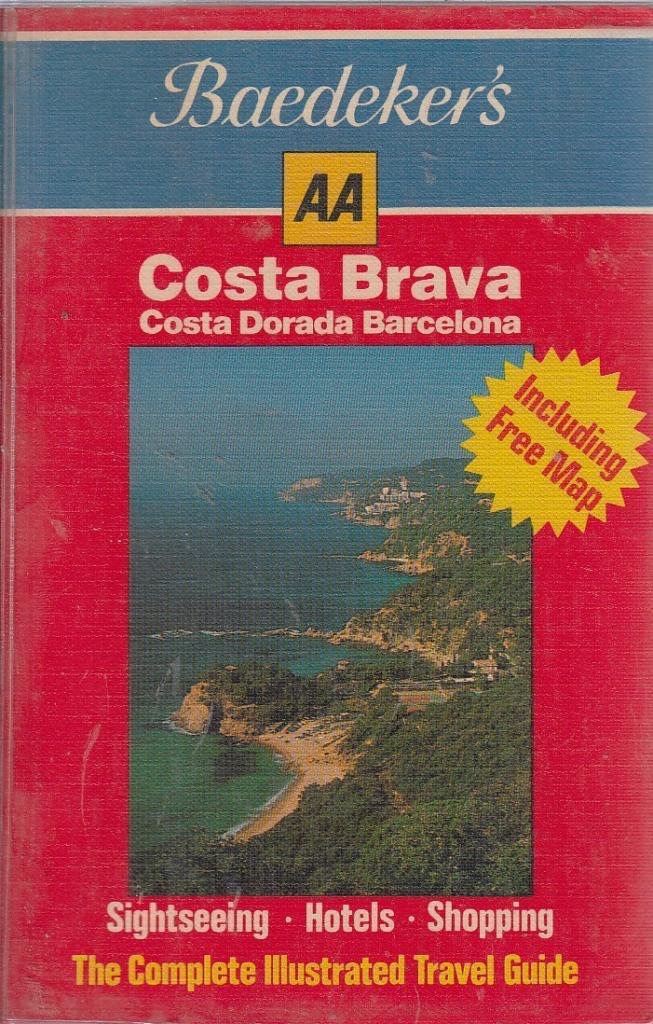 Baedeker's
AA
Costa Brava
Costa Dorada Barcelona
Including
Free Map
Sightseeing · Hotels · Shopping
The Complete Illustrated Travel Guide